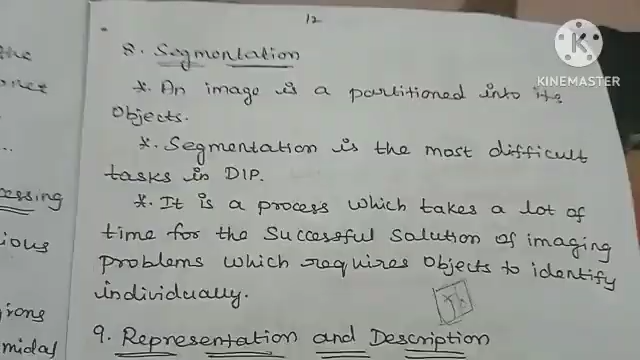 12
8. Segmentation
*. An image is a partitioned into its
Objects.
*. Segmentation is the most difficult
tasks in DIP.
*. It is a process which takes a lot of
time for the successful solution of imaging
problems which requires objects to identify
individually.
9. Representation and Description
the
...
cessing
ious
gions
midal
K
KINEMASTER